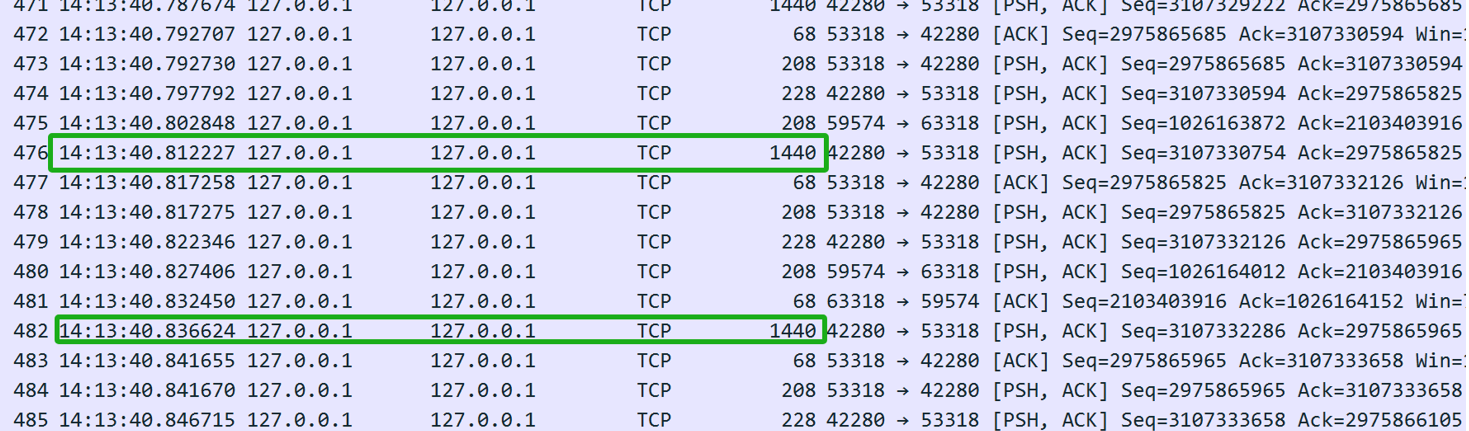 471 14:13:40.787674 127.0.0.1 127.0.0.1 TCP 1440 42280 → 53318 [PSH, ACK] Seq=3107329222 Ack=2975865685
472 14:13:40.792707 127.0.0.1 127.0.0.1 TCP 68 53318 → 42280 [ACK] Seq=2975865685 Ack=3107330594 Win=
473 14:13:40.792730 127.0.0.1 127.0.0.1 TCP 208 53318 → 42280 [PSH, ACK] Seq=2975865685 Ack=3107330594
474 14:13:40.797792 127.0.0.1 127.0.0.1 TCP 228 42280 → 53318 [PSH, ACK] Seq=3107330594 Ack=2975865825
475 14:13:40.802848 127.0.0.1 127.0.0.1 TCP 208 59574 → 63318 [PSH, ACK] Seq=1026163872 Ack=2103403916
476 14:13:40.812227 127.0.0.1 127.0.0.1 TCP 1440 42280 → 53318 [PSH, ACK] Seq=3107330754 Ack=2975865825
477 14:13:40.817258 127.0.0.1 127.0.0.1 TCP 68 53318 → 42280 [ACK] Seq=2975865825 Ack=3107332126 Win=
478 14:13:40.817275 127.0.0.1 127.0.0.1 TCP 208 53318 → 42280 [PSH, ACK] Seq=2975865825 Ack=3107332126
479 14:13:40.822346 127.0.0.1 127.0.0.1 TCP 228 42280 → 53318 [PSH, ACK] Seq=3107332126 Ack=2975865965
480 14:13:40.827406 127.0.0.1 127.0.0.1 TCP 208 59574 → 63318 [PSH, ACK] Seq=1026164012 Ack=2103403916
481 14:13:40.832450 127.0.0.1 127.0.0.1 TCP 68 63318 → 59574 [ACK] Seq=2103403916 Ack=1026164152 Win=
482 14:13:40.836624 127.0.0.1 127.0.0.1 TCP 1440 42280 → 53318 [PSH, ACK] Seq=3107332286 Ack=2975865965
483 14:13:40.841655 127.0.0.1 127.0.0.1 TCP 68 53318 → 42280 [ACK] Seq=2975865965 Ack=3107333658 Win=
484 14:13:40.841670 127.0.0.1 127.0.0.1 TCP 208 53318 → 42280 [PSH, ACK] Seq=2975865965 Ack=3107333658
485 14:13:40.846715 127.0.0.1 127.0.0.1 TCP 228 42280 → 53318 [PSH, ACK] Seq=3107333658 Ack=2975866105